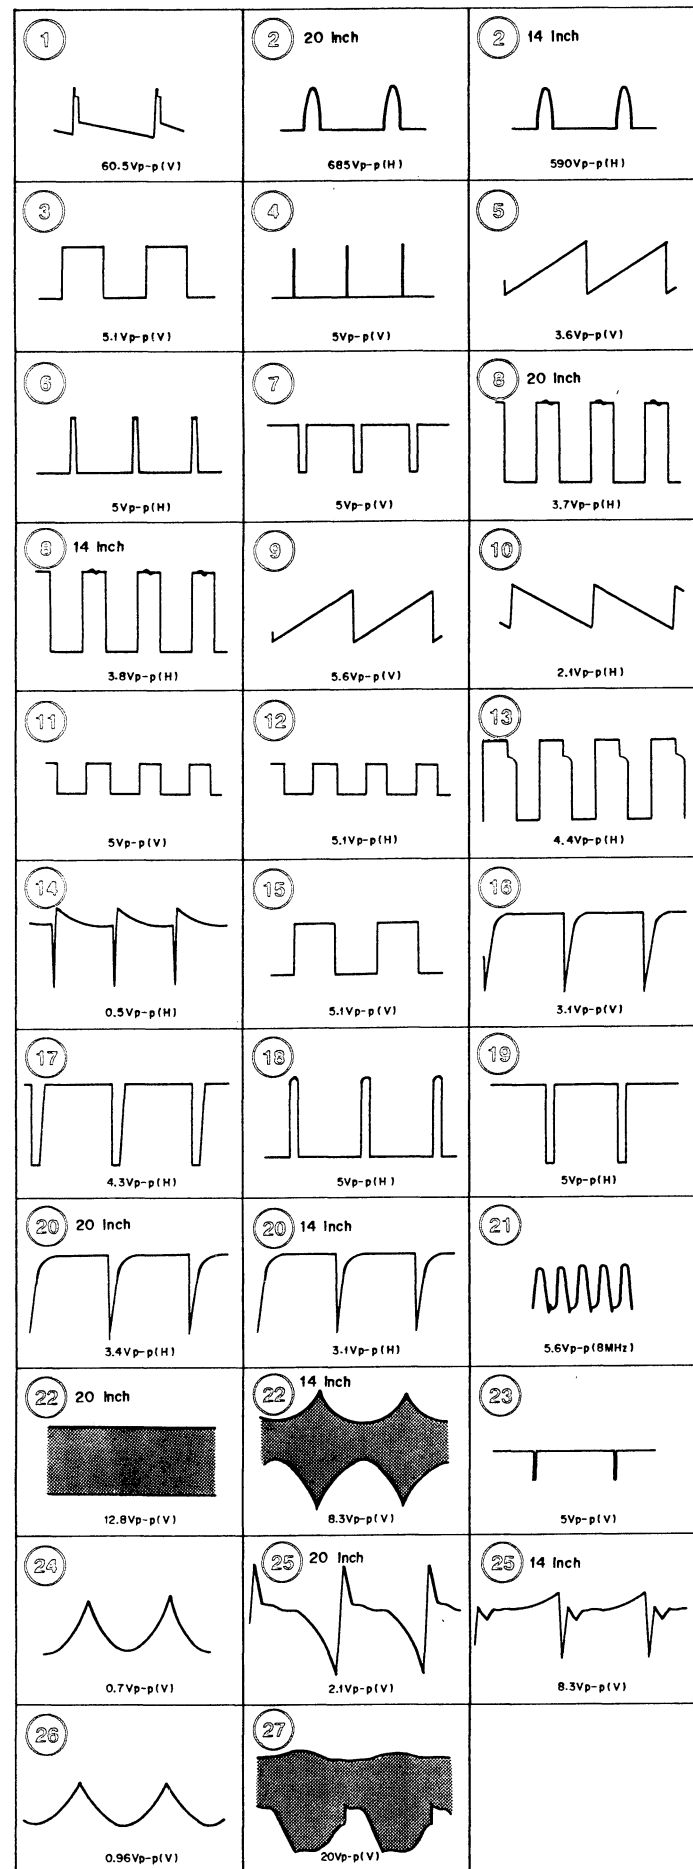 1
60.5Vp-p(V)
2 20 Inch
685Vp-p(H)
2 14 Inch
590Vp-p(H)
3
5.1Vp-p(V)
4
5Vp-p(V)
5
3.6Vp-p(V)
6
5Vp-p(H)
7
5Vp-p(V)
8 20 Inch
3.7Vp-p(H)
8 14 Inch
3.8Vp-p(H)
9
5.6Vp-p(V)
10
2.1Vp-p(H)
11
5Vp-p(V)
12
5.1Vp-p(H)
13
4.4Vp-p(H)
14
0.5Vp-p(H)
15
5.1Vp-p(V)
16
3.1Vp-p(V)
17
4.3Vp-p(H)
18
5Vp-p(H)
19
5Vp-p(H)
20 20 Inch
3.4Vp-p(H)
20 14 Inch
3.1Vp-p(H)
21
5.6Vp-p(8MHz)
22 20 Inch
12.8Vp-p(V)
22 14 Inch
8.3Vp-p(V)
23
5Vp-p(V)
24
0.7Vp-p(V)
25 20 Inch
2.1Vp-p(V)
25 14 Inch
8.3Vp-p(V)
26
0.96Vp-p(V)
27
20Vp-p(V)